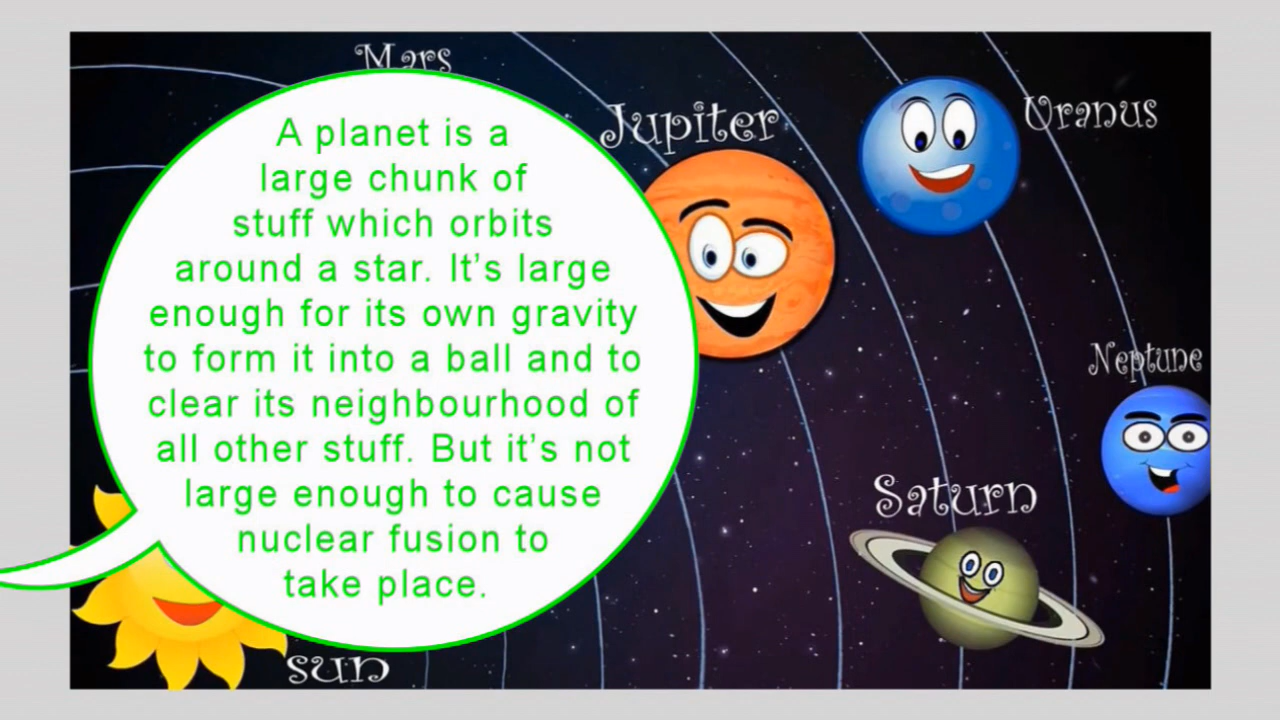 Mars
Jupiter
Uranus
A planet is a
large chunk of
stuff which orbits
around a star. It’s large
enough for its own gravity
to form it into a ball and to
clear its neighbourhood of
all other stuff. But it’s not
large enough to cause
nuclear fusion to
take place.
Neptune
Saturn
sun